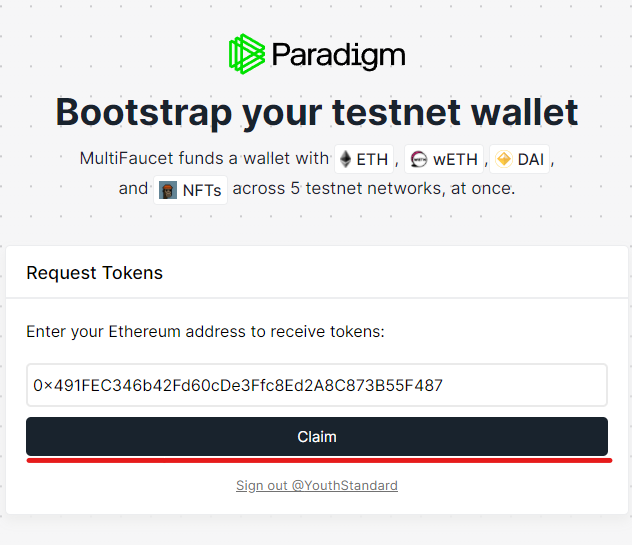 Paradigm
Bootstrap your testnet wallet
MultiFaucet funds a wallet with ETH, wETH, DAI,
and NFTs across 5 testnet networks, at once.
Request Tokens
Enter your Ethereum address to receive tokens:
0x491FEC346b42Fd60cDe3Ffc8Ed2A8C873B55F487
Claim
Sign out @YouthStandard